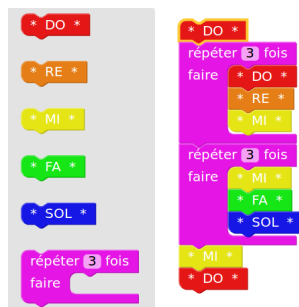 * DO *
* RE *
* MI *
* FA *
* SOL *
répéter 3 fois
faire
* DO *
répéter 3 fois
faire * DO *
* RE *
* MI *
répéter 3 fois
faire * MI *
* FA *
* SOL *
* MI *
* DO *